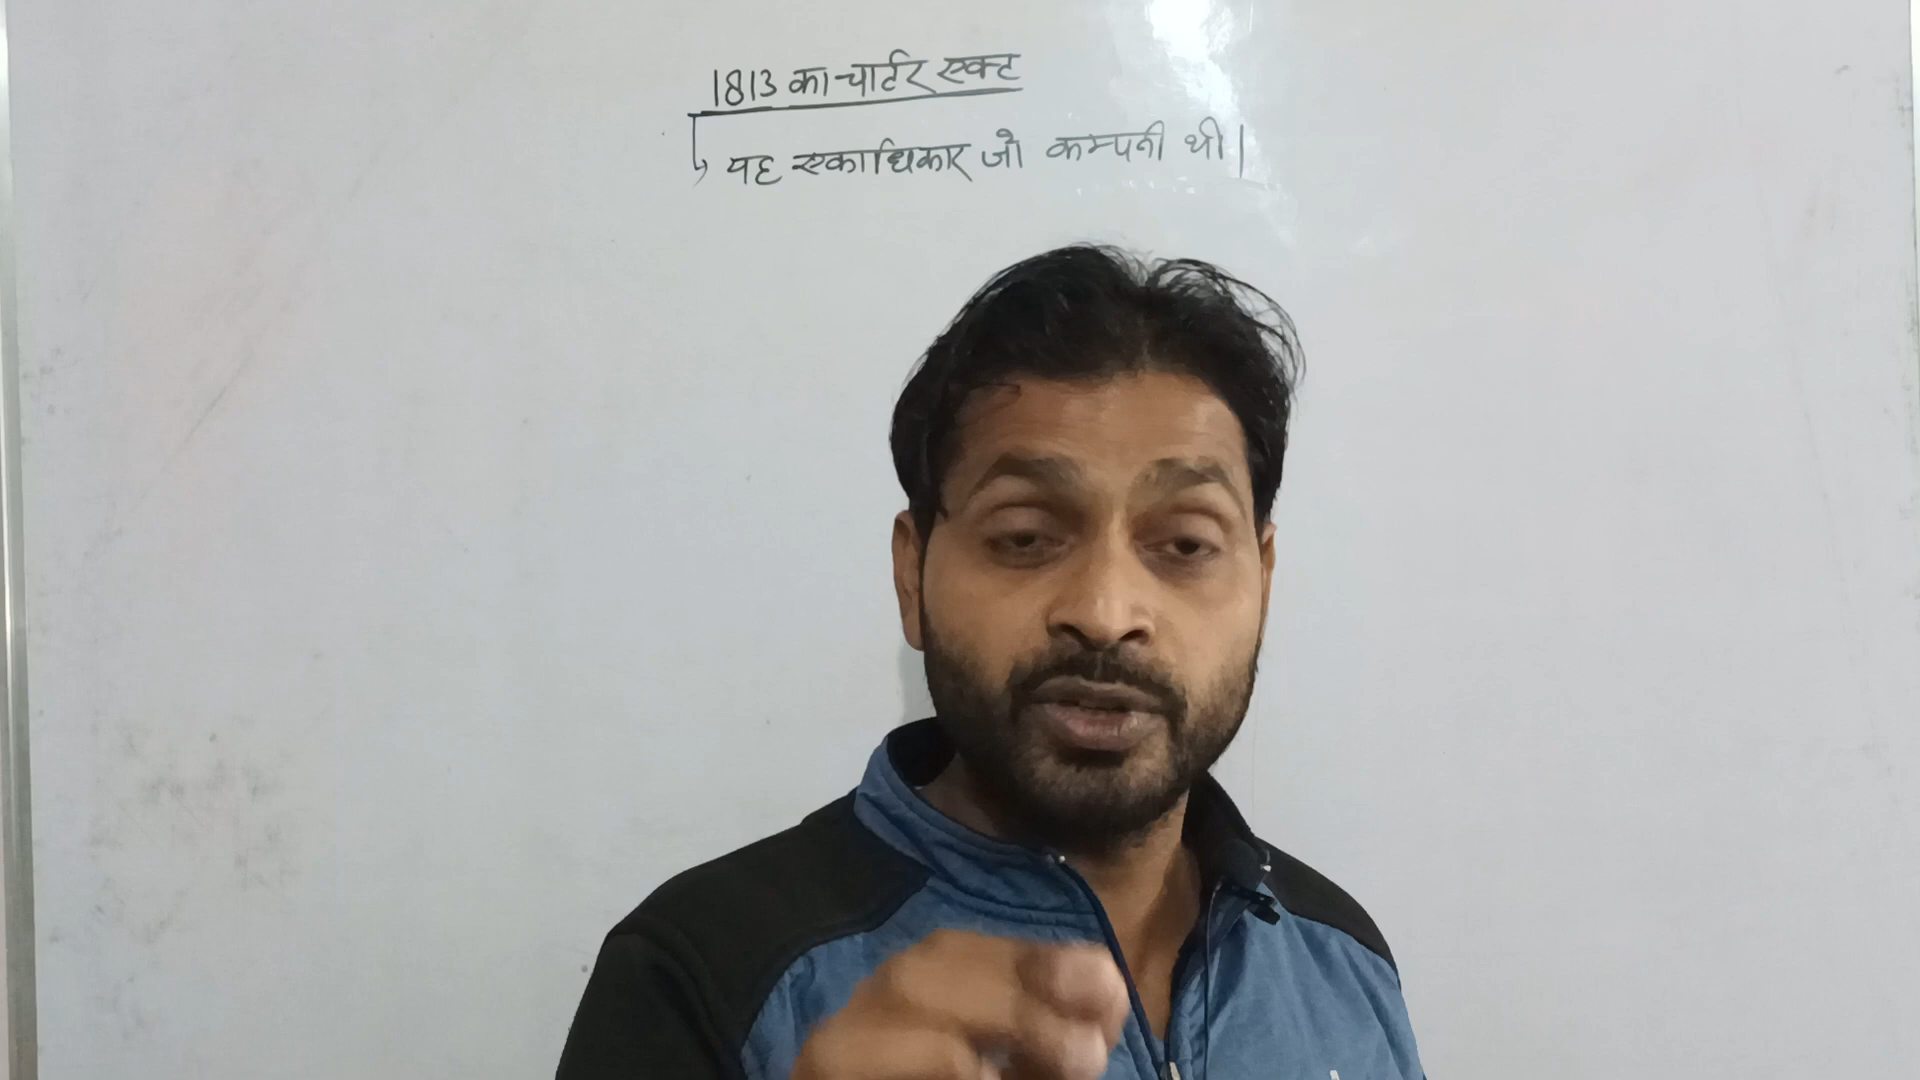 1813 का चार्टर एक्ट
यह एकाधिकार जो कम्पनी थी।